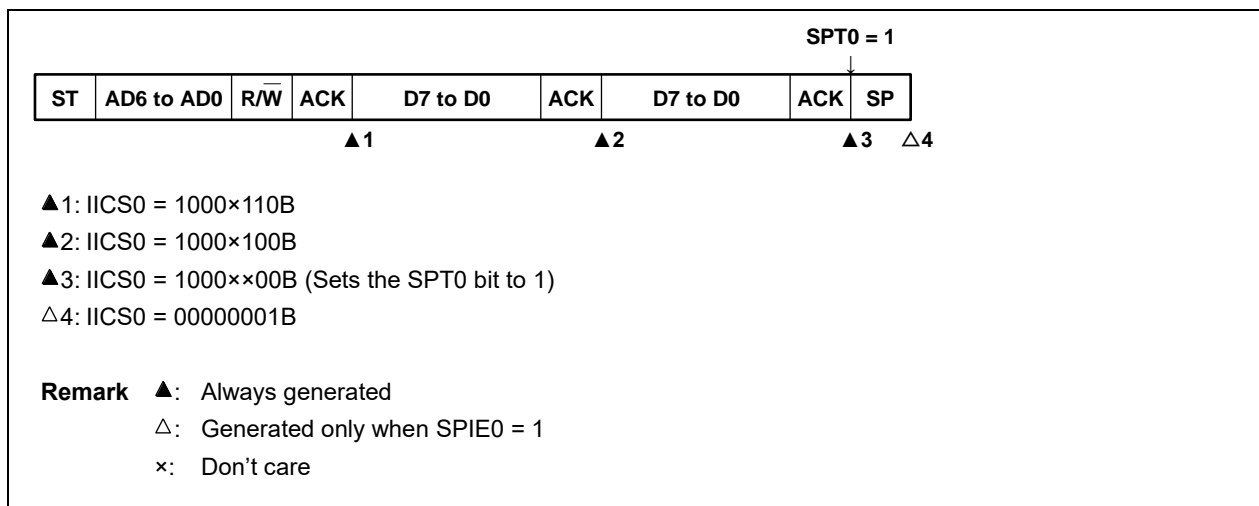 SPT0 = 1
↓
ST AD6 to AD0 R/W̅ ACK D7 to D0 ACK D7 to D0 ACK SP
▲1 ▲2 ▲3 △4
▲1: IICS0 = 1000×110B
▲2: IICS0 = 1000×100B
▲3: IICS0 = 1000××00B (Sets the SPT0 bit to 1)
△4: IICS0 = 00000001B
Remark ▲: Always generated
△: Generated only when SPIE0 = 1
×: Don’t care